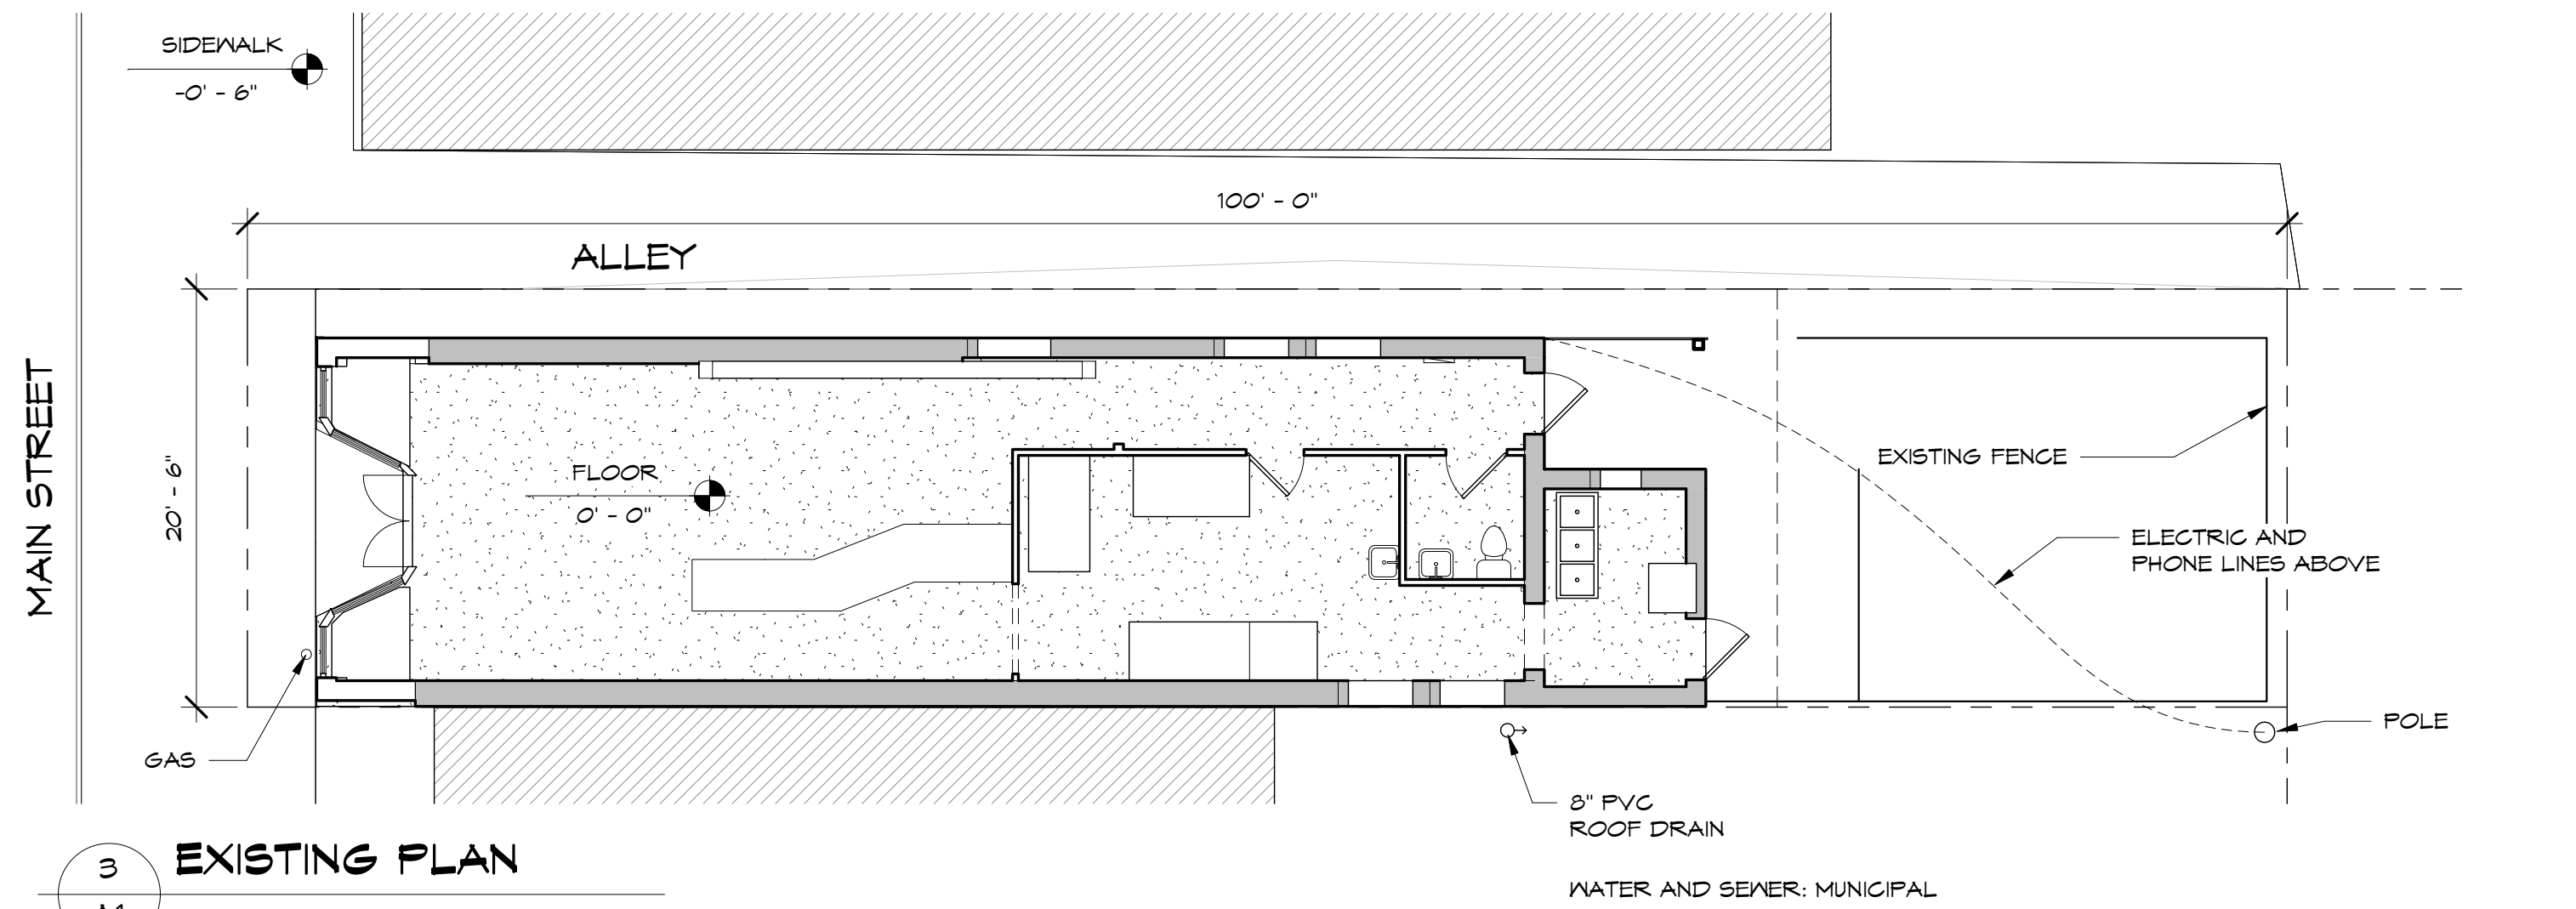 SIDEWALK
-0' - 6"
100' - 0"
ALLEY
MAIN STREET
20' - 6"
FLOOR
0' - 0"
EXISTING FENCE
ELECTRIC AND
PHONE LINES ABOVE
POLE
GAS
8" PVC
ROOF DRAIN
3
EXISTING PLAN
WATER AND SEWER: MUNICIPAL